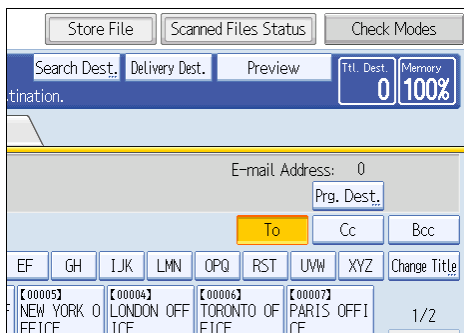 Store File Scanned Files Status Check Modes
Search Dest. Delivery Dest. Preview Ttl. Dest. Memory
stination. 0 100%
E-mail Address: 0
Prg. Dest.
To Cc Bcc
EF GH IJK LMN OPQ RST UVW XYZ Change Title
【00005】 【00004】 【00006】 【00007】
NEW YORK O LONDON OFF TORONTO OF PARIS OFFI 1/2
FFICE ICE FICE CE